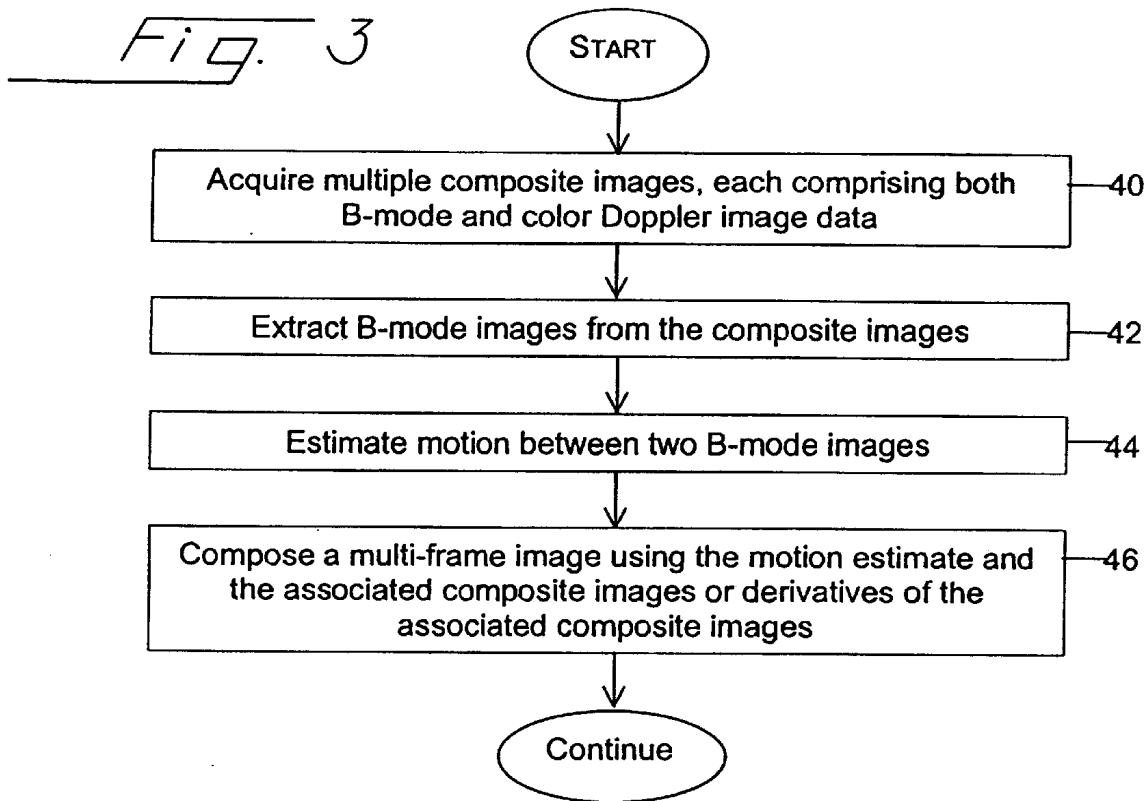 Fig. 3
START
Acquire multiple composite images, each comprising both
B-mode and color Doppler image data
40
Extract B-mode images from the composite images
42
Estimate motion between two B-mode images
44
Compose a multi-frame image using the motion estimate and
the associated composite images or derivatives of the
associated composite images
46
Continue